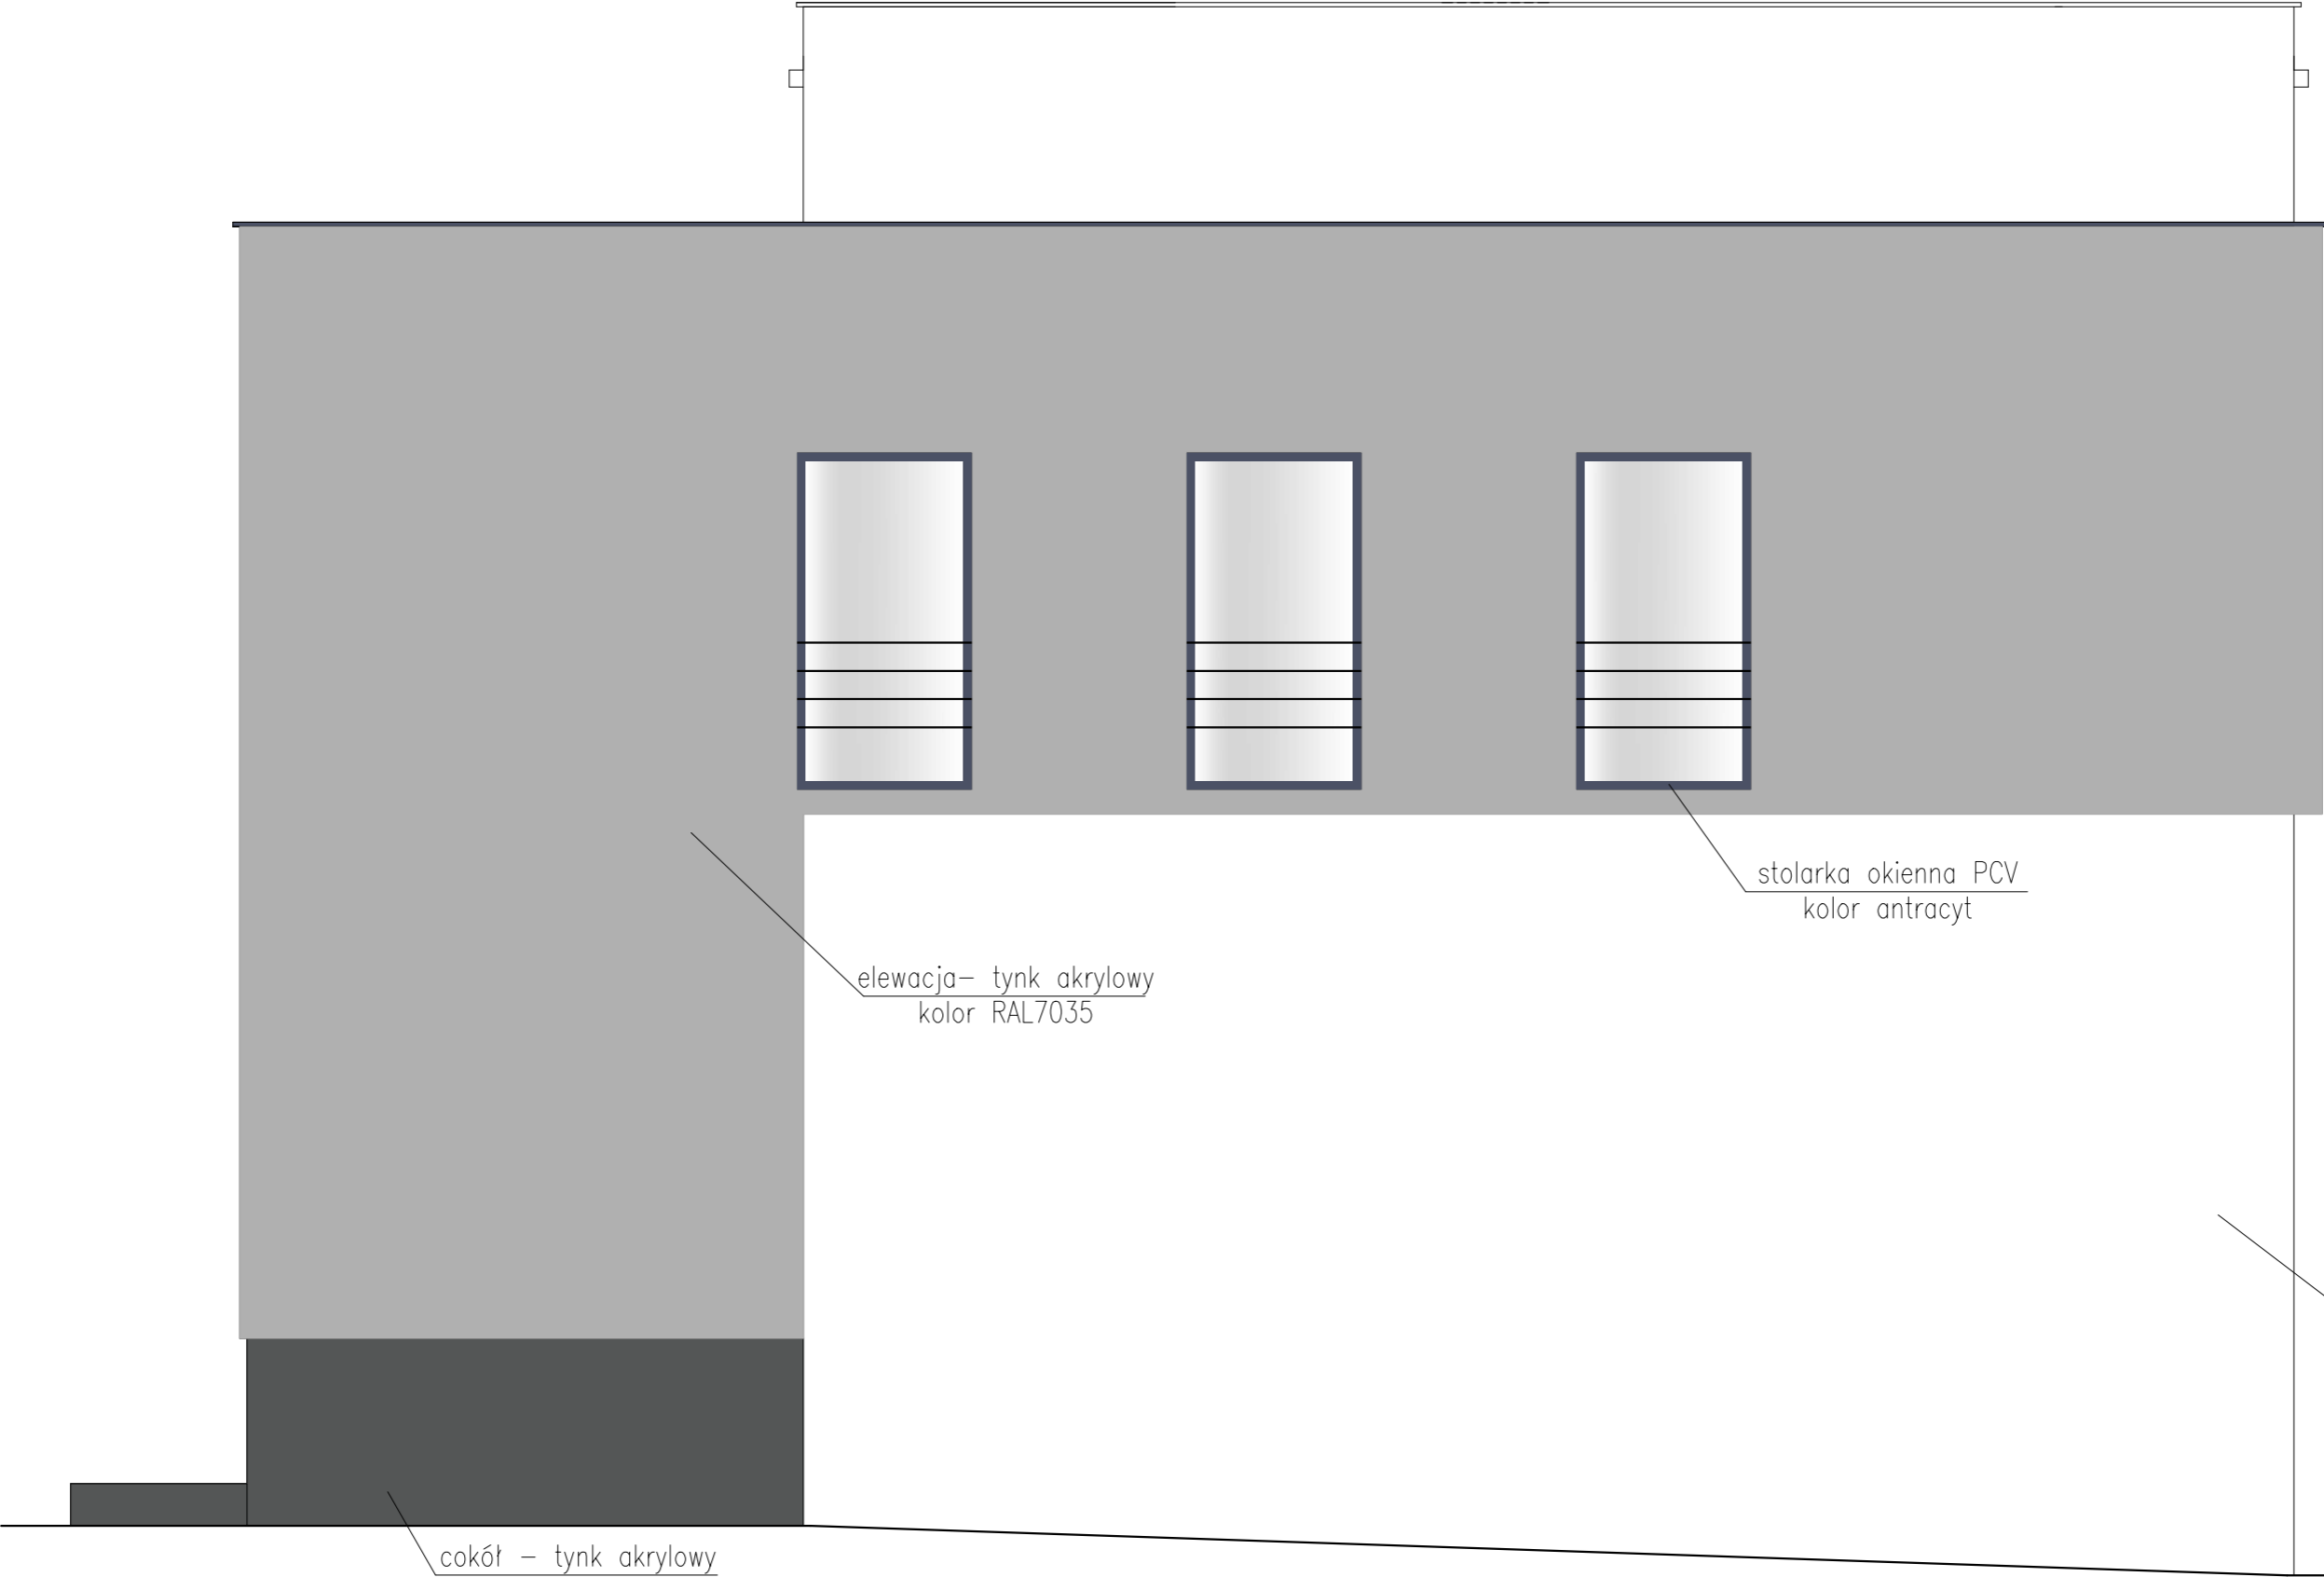 stolarka okienna PCV
kolor antracyt
elewacja- tynk akrylowy
kolor RAL7035
cokół - tynk akrylowy